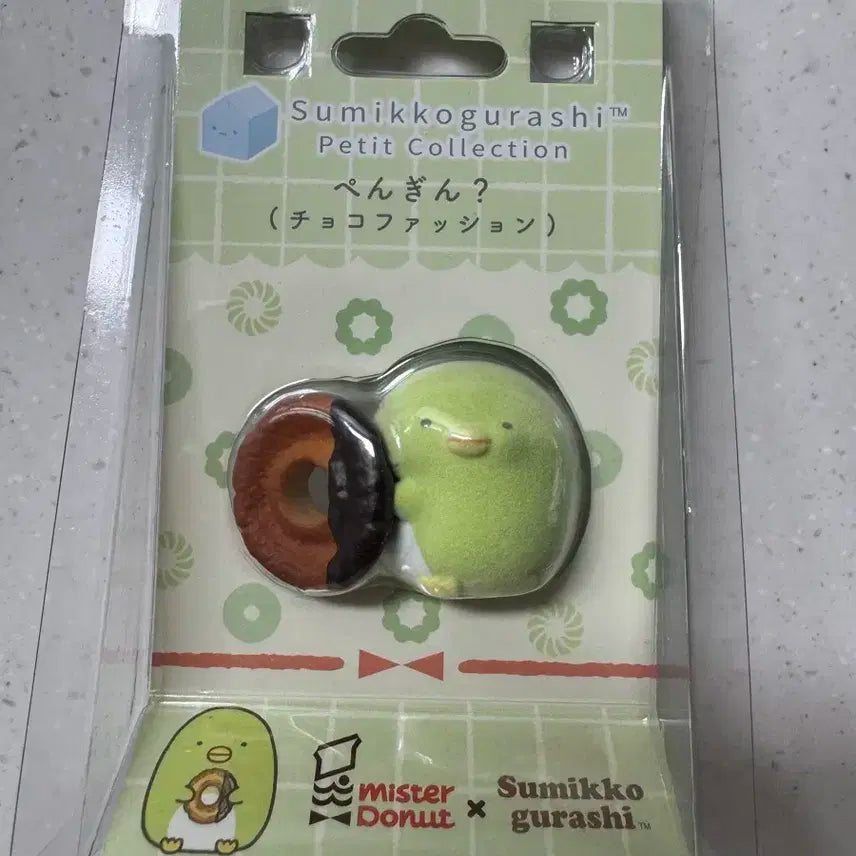 Sumikkogurashi™
Petit Collection
ぺんぎん？
（チョコファッション）
mister
Donut
×
Sumikko
gurashi™